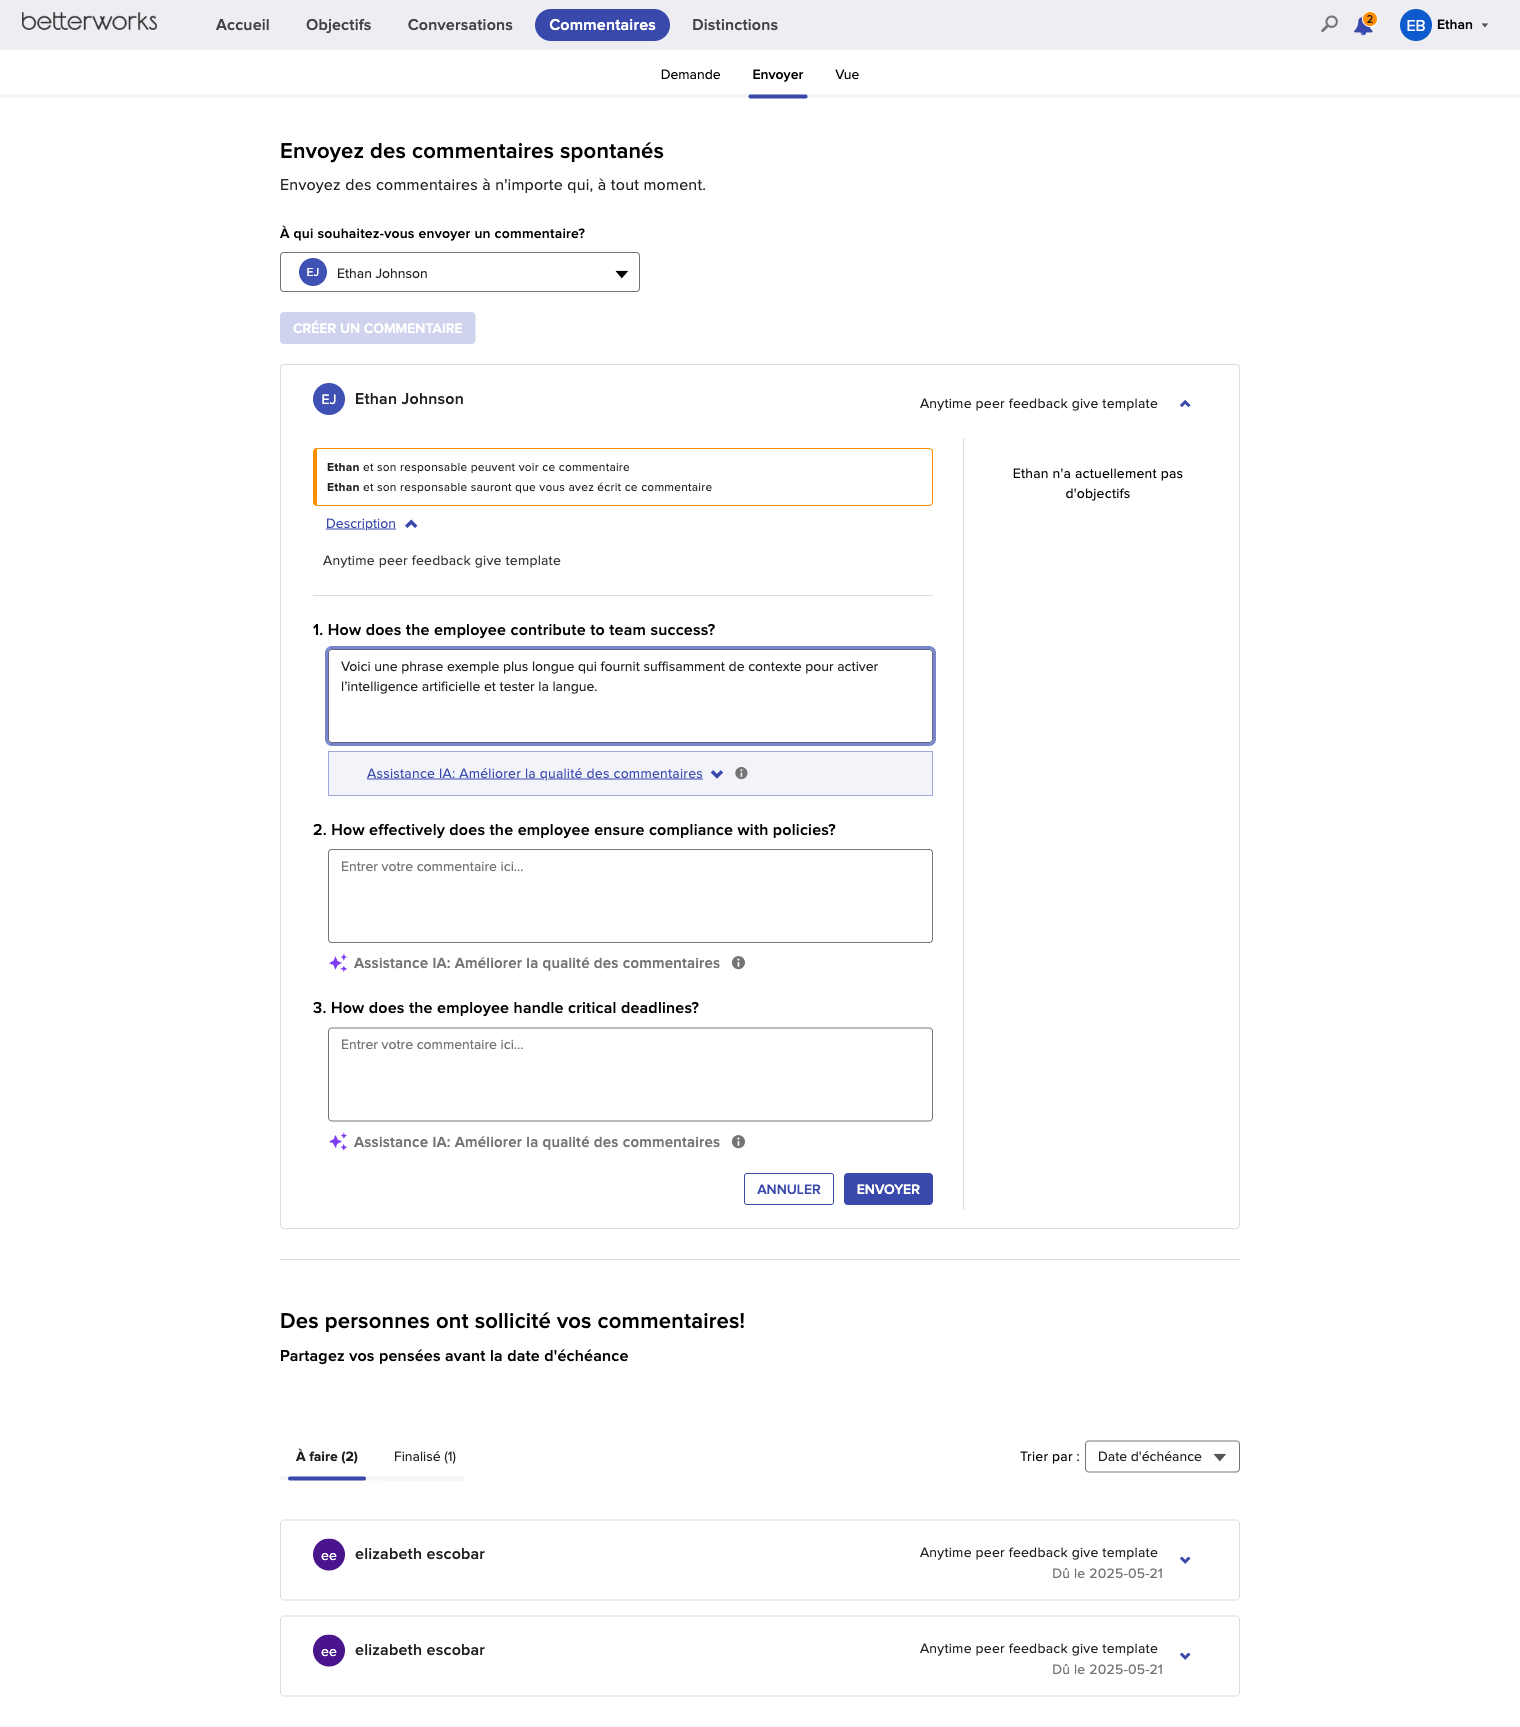 betterworks
Accueil
Objectifs
Conversations
Commentaires
Distinctions
2
EB
Ethan
Demande
Envoyer
Vue
Envoyez des commentaires spontanés
Envoyez des commentaires à n'importe qui, à tout moment.
À qui souhaitez-vous envoyer un commentaire?
EJ
Ethan Johnson
CRÉER UN COMMENTAIRE
EJ
Ethan Johnson
Anytime peer feedback give template
Ethan et son responsable peuvent voir ce commentaire
Ethan et son responsable sauront que vous avez écrit ce commentaire
Ethan n'a actuellement pas
d'objectifs
Description
Anytime peer feedback give template
1. How does the employee contribute to team success?
Voici une phrase exemple plus longue qui fournit suffisamment de contexte pour activer
l'intelligence artificielle et tester la langue.
Assistance IA: Améliorer la qualité des commentaires
2. How effectively does the employee ensure compliance with policies?
Entrer votre commentaire ici...
Assistance IA: Améliorer la qualité des commentaires
3. How does the employee handle critical deadlines?
Entrer votre commentaire ici...
Assistance IA: Améliorer la qualité des commentaires
ANNULER
ENVOYER
Des personnes ont sollicité vos commentaires!
Partagez vos pensées avant la date d'échéance
À faire (2)
Finalisé (1)
Trier par :
Date d'échéance
ee
elizabeth escobar
Anytime peer feedback give template
Dû le 2025-05-21
ee
elizabeth escobar
Anytime peer feedback give template
Dû le 2025-05-21